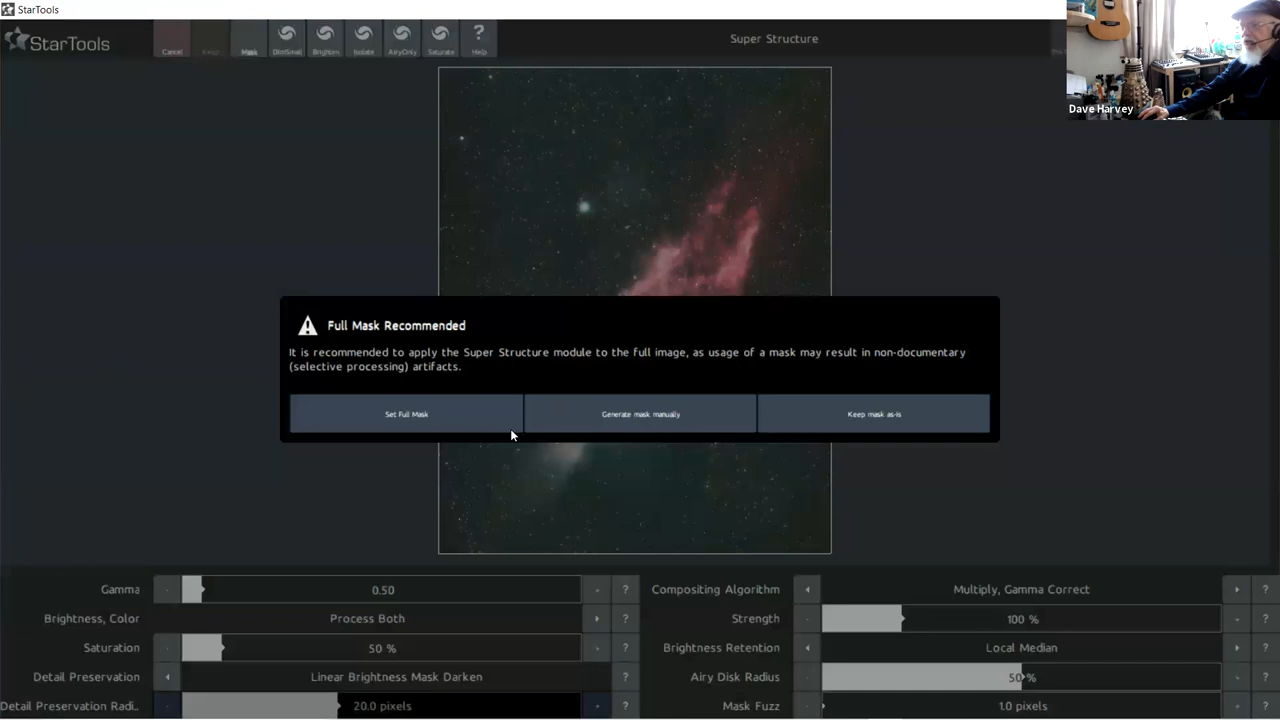 StarTools
StarTools
Cancel
Keep
Mask
DimSmall
Brighten
Isolate
AiryOnly
Saturate
?
Help
Super Structure
Dave Harvey
Full Mask Recommended
It is recommended to apply the Super Structure module to the full image, as usage of a mask may result in non-documentary
(selective processing) artifacts.
Set Full Mask
Generate mask manually
Keep mask as-is
Gamma
0.50
?
Compositing Algorithm
Multiply, Gamma Correct
?
Brightness, Color
Process Both
?
Strength
100 %
?
Saturation
50 %
?
Brightness Retention
Local Median
?
Detail Preservation
Linear Brightness Mask Darken
?
Airy Disk Radius
50 %
?
Detail Preservation Radi..
20.0 pixels
?
Mask Fuzz
1.0 pixels
?